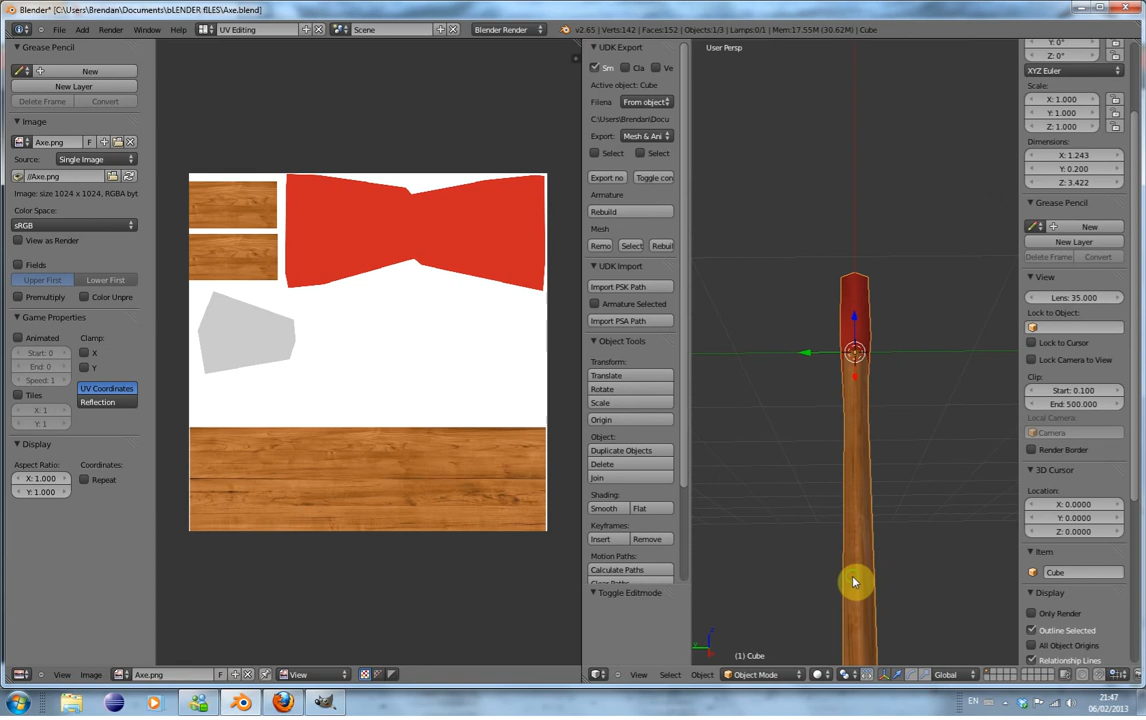 Blender* [C:\Users\Brendan\Documents\bLENDER fILES\Axe.blend]
File Add Render Window Help UV Editing Scene Blender Render v2.65 | Verts:142 | Faces:152 | Objects:1/3 | Lamps:0/1 | Mem:17.55M (30.62M) | Cube
Grease Pencil
New
New Layer
Delete Frame Convert
Image
Axe.png F
Source: Single Image
//Axe.png
Image: size 1024 x 1024, RGBA byt
Color Space:
sRGB
View as Render
Fields
Upper First Lower First
Premultiply Color Unpre
Game Properties
Animated Clamp:
Start: 0 X
End: 0 Y
Speed: 1
Tiles UV Coordinates
X: 1 Reflection
Y: 1
Display
Aspect Ratio: Coordinates:
X: 1.000 Repeat
Y: 1.000
View Image Axe.png F View
UDK Export
Sm Cla Ve
Active object: Cube
Filena From object
C:\Users\Brendan\Docu
Export: Mesh & Ani
Select Select
Export no Toggle con
Armature
Rebuild
Mesh
Remo Select Rebuil
UDK Import
Import PSK Path
Armature Selected
Import PSA Path
Object Tools
Transform:
Translate
Rotate
Scale
Origin
Object:
Duplicate Objects
Delete
Join
Shading:
Smooth Flat
Keyframes:
Insert Remove
Motion Paths:
Calculate Paths
Clear Paths
Toggle Editmode
User Persp
(1) Cube
View Select Object Object Mode Global
Y: 0°
Z: 0°
XYZ Euler
Scale:
X: 1.000
Y: 1.000
Z: 1.000
Dimensions:
X: 1.243
Y: 0.200
Z: 3.422
Grease Pencil
New
New Layer
Delete Frame Convert
View
Lens: 35.000
Lock to Object:
Lock to Cursor
Lock Camera to View
Clip:
Start: 0.100
End: 500.000
Local Camera:
Camera
Render Border
3D Cursor
Location:
X: 0.0000
Y: 0.0000
Z: 0.0000
Item
Cube
Display
Only Render
Outline Selected
All Object Origins
Relationship Lines
EN 21:47
06/02/2013